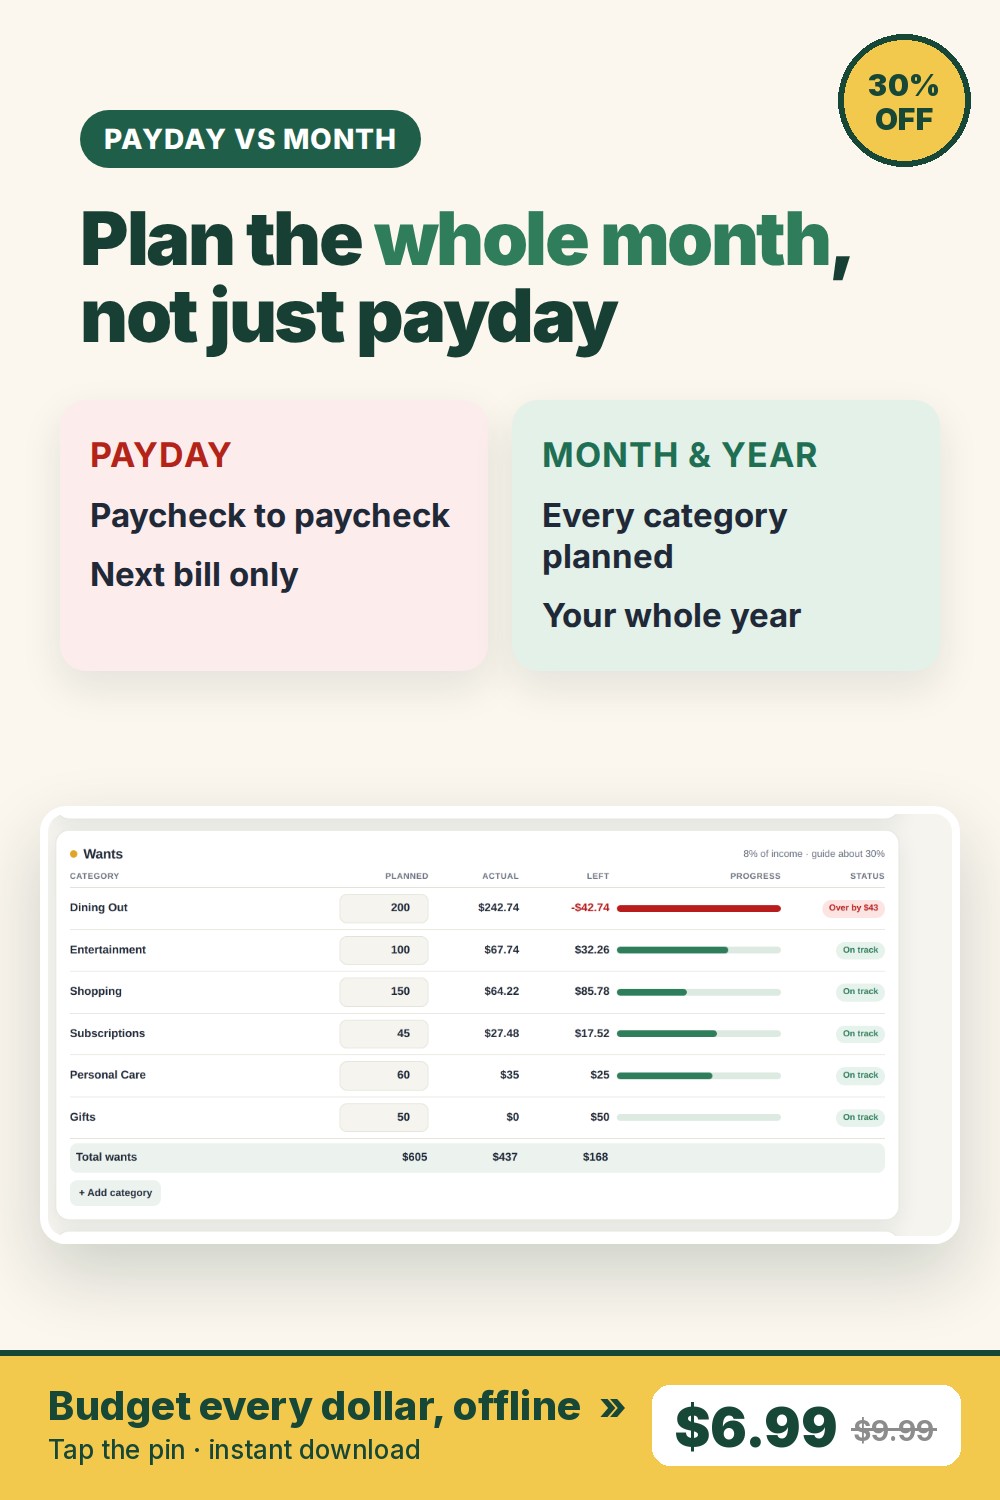 30%
OFF
PAYDAY VS MONTH
Plan the whole month,
not just payday
PAYDAY
Paycheck to paycheck
Next bill only
MONTH & YEAR
Every category
planned
Your whole year
Wants 8% of income · guide about 30%
CATEGORY PLANNED ACTUAL LEFT PROGRESS STATUS
Dining Out 200 $242.74 -$42.74 Over by $43
Entertainment 100 $67.74 $32.26 On track
Shopping 150 $64.22 $85.78 On track
Subscriptions 45 $27.48 $17.52 On track
Personal Care 60 $35 $25 On track
Gifts 50 $0 $50 On track
Total wants $605 $437 $168
+ Add category
Budget every dollar, offline »
Tap the pin · instant download
$6.99 $9.99